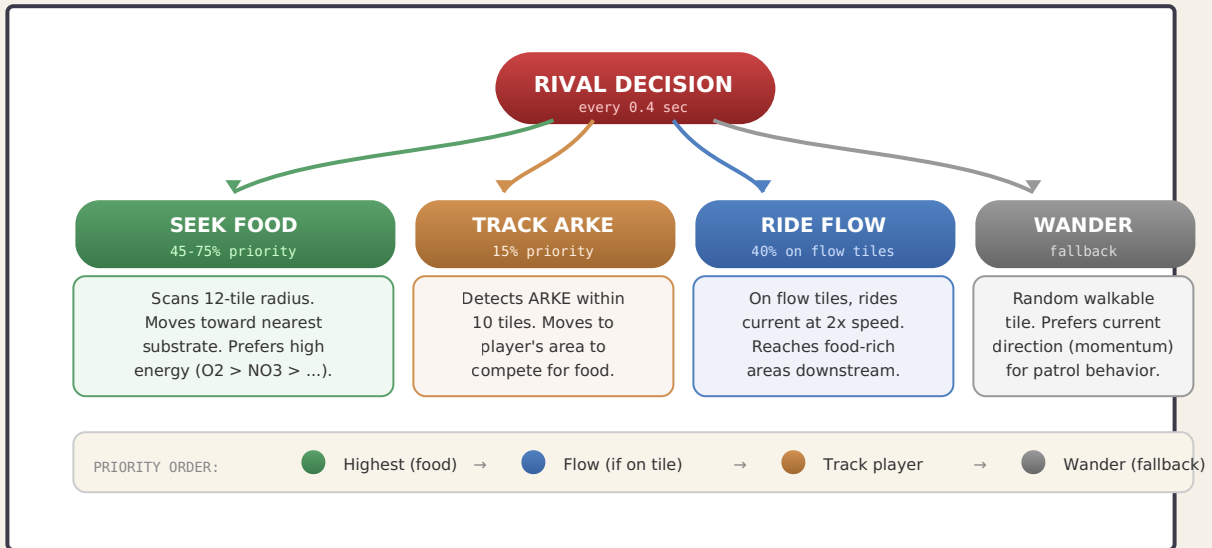 RIVAL DECISION
every 0.4 sec
SEEK FOOD
45-75% priority
Scans 12-tile radius.
Moves toward nearest
substrate. Prefers high
energy (O2 > NO3 > ...).
TRACK ARKE
15% priority
Detects ARKE within
10 tiles. Moves to
player's area to
compete for food.
RIDE FLOW
40% on flow tiles
On flow tiles, rides
current at 2x speed.
Reaches food-rich
areas downstream.
WANDER
fallback
Random walkable
tile. Prefers current
direction (momentum)
for patrol behavior.
PRIORITY ORDER: Highest (food) → Flow (if on tile) → Track player → Wander (fallback)